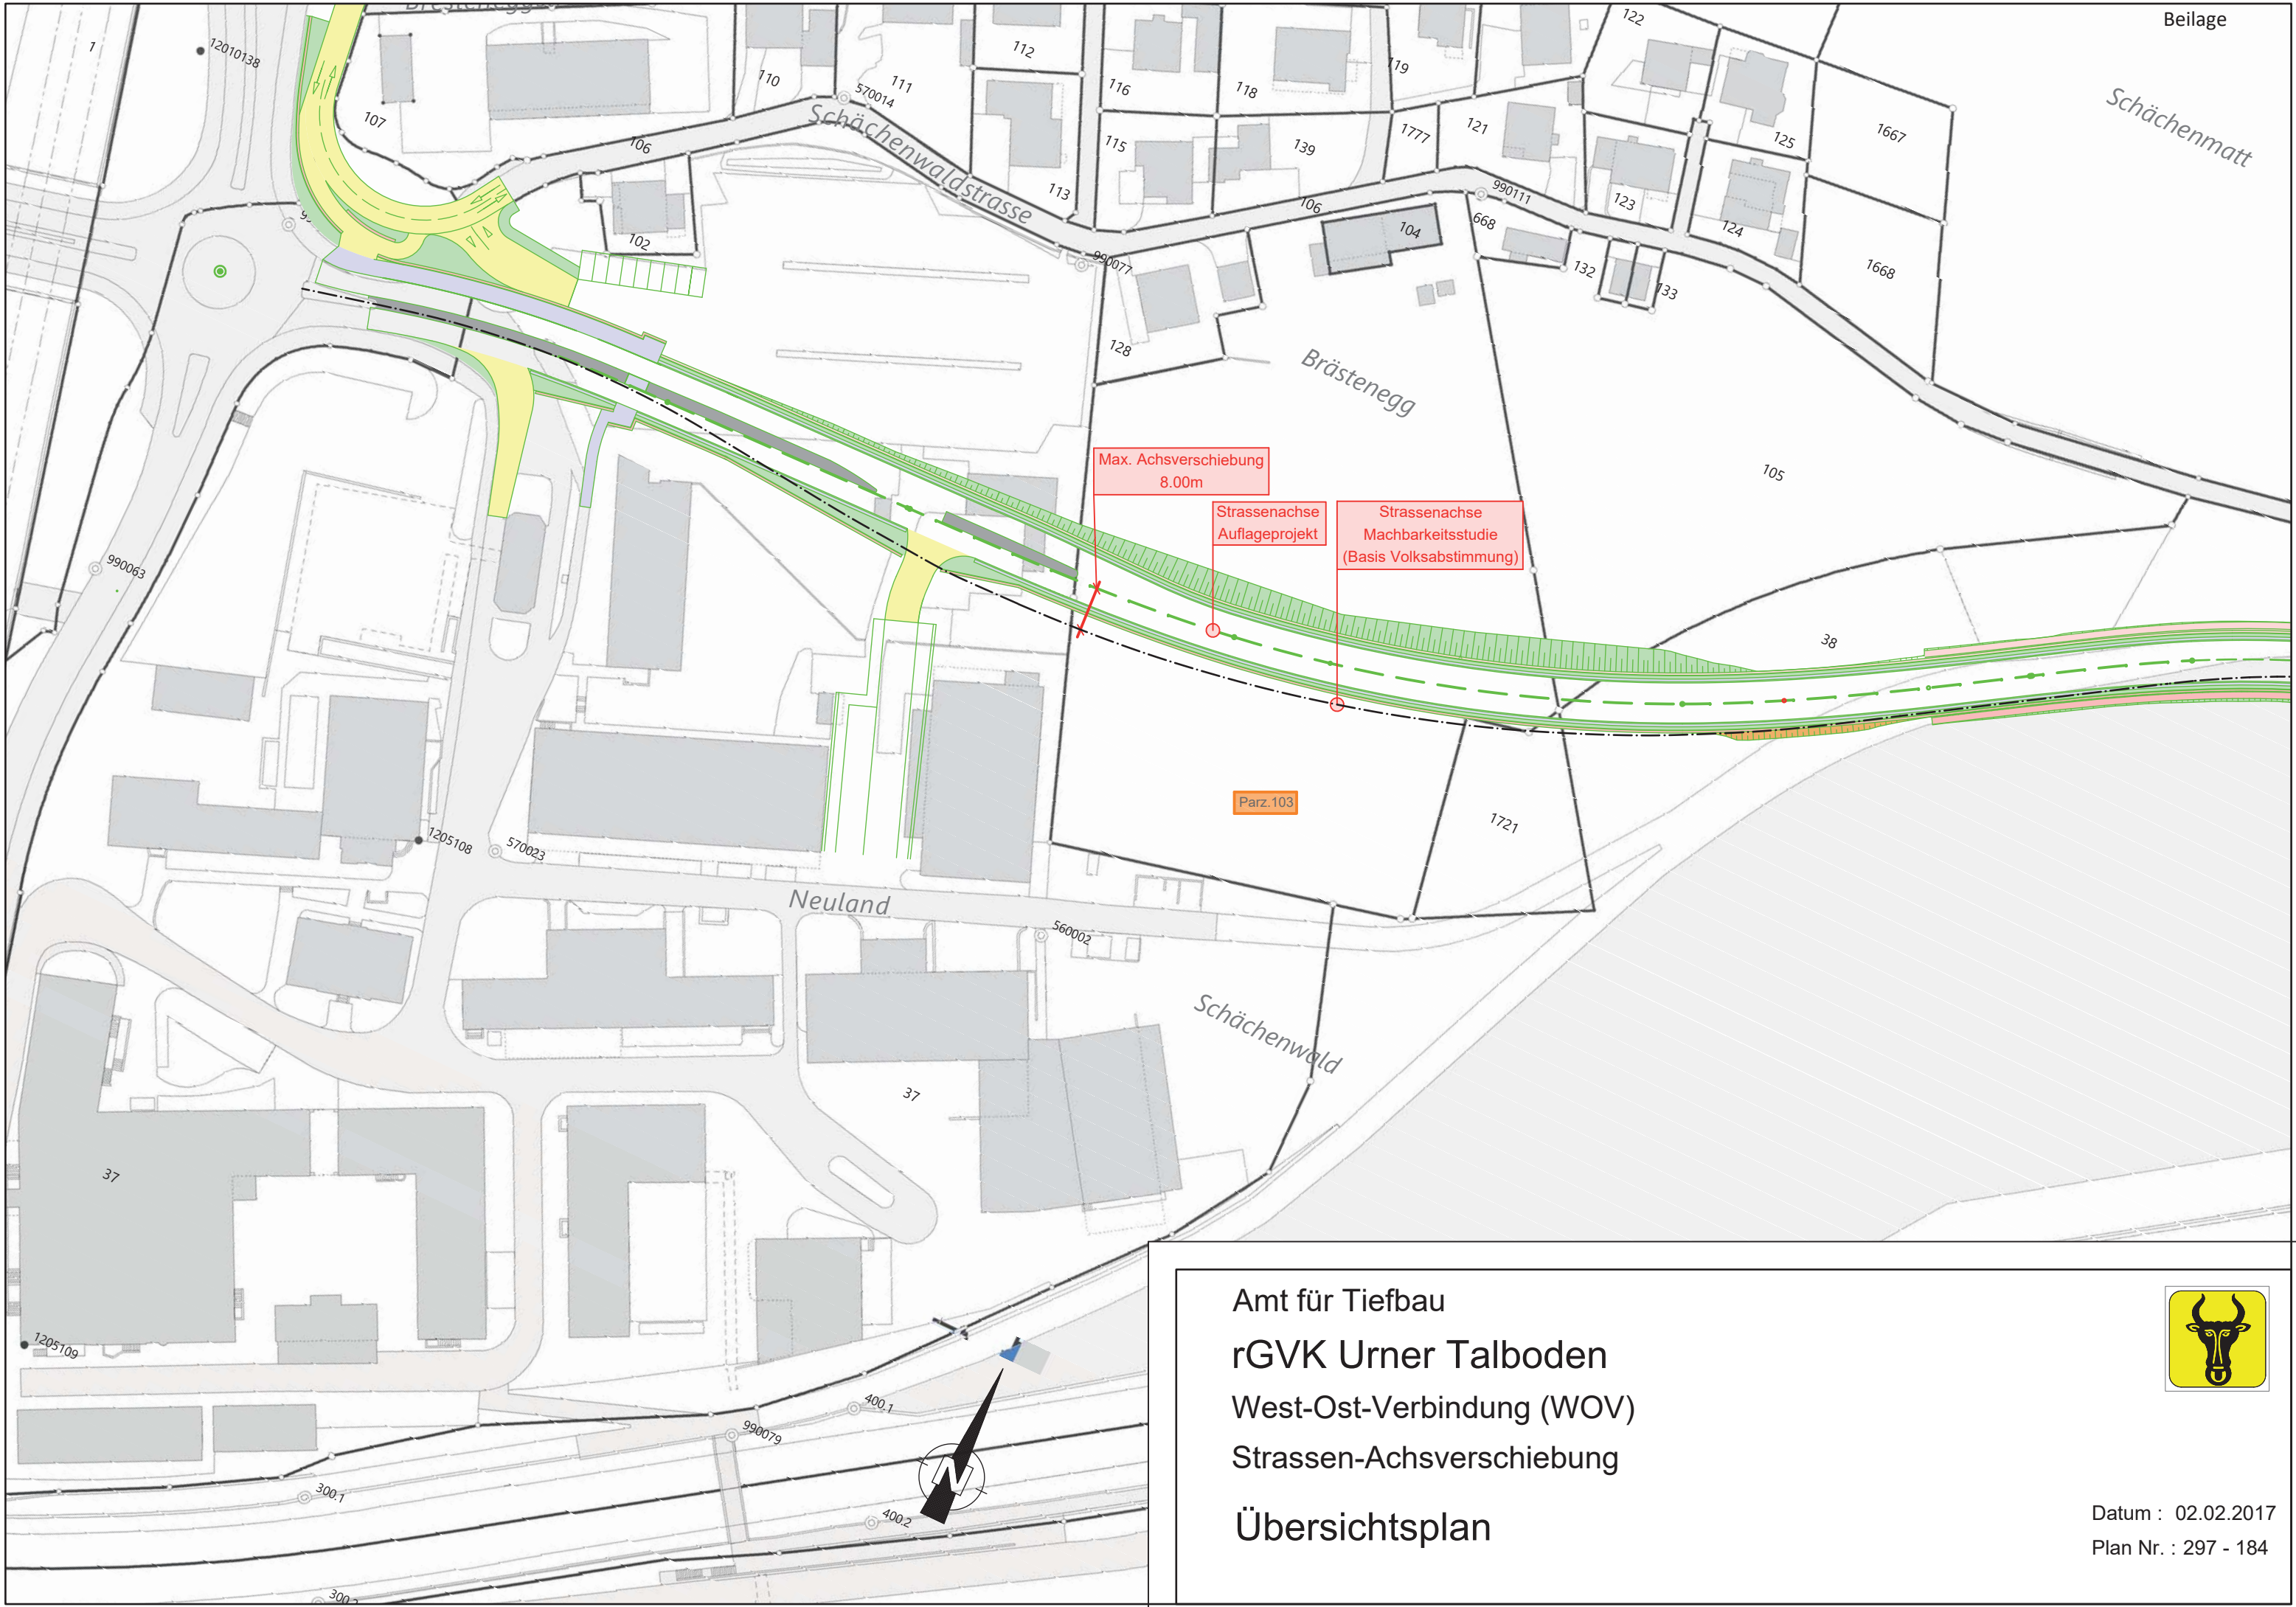 Beilage
Schächenmatt
1
12010138
107
106
110
570014
111
112
116
118
119
122
Schächenwaldstrasse
115
139
1777
121
125
1667
113
106
990111
123
124
102
990077
104
668
132
133
1668
128
Brästenegg
105
Max. Achsverschiebung
8.00m
Strassenachse
Auflageprojekt
Strassenachse
Machbarkeitsstudie
(Basis Volksabstimmung)
990063
38
Parz.103
1721
1205108
570023
Neuland
560002
Schächenwald
37
37
1205109
400.1
990079
N
300.1
400.2
Amt für Tiefbau
rGVK Urner Talboden
West-Ost-Verbindung (WOV)
Strassen-Achsverschiebung
Übersichtsplan
Datum : 02.02.2017
Plan Nr. : 297 - 184